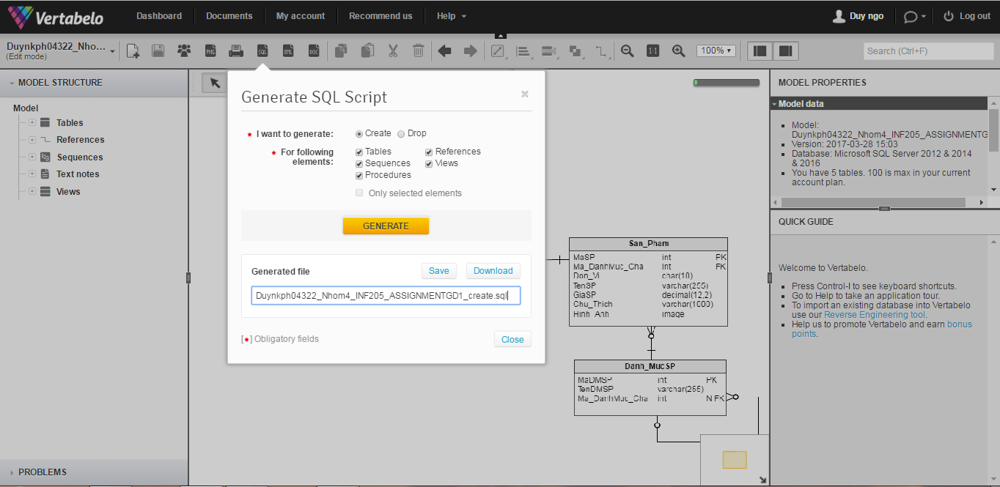 Vertabelo
Dashboard
Documents
My account
Recommend us
Help
Duy ngo
Log out
Duynkph04322_Nho...
(Edit mode)
PNG
SQL
XML
DOC
1:1
100%
Search (Ctrl+F)
MODEL STRUCTURE
Model
Tables
References
Sequences
Text notes
Views
PROBLEMS
Generate SQL Script
* I want to generate:
Create
Drop
* For following
elements:
Tables
References
Sequences
Views
Procedures
Only selected elements
GENERATE
Generated file
Save
Download
Duynkph04322_Nhom4_INF205_ASSIGNMENTGD1_create.sql
[*] Obligatory fields
Close
San_Pham
MaSP int PK
Ma_DanhMuc_Cha int FK
Don_Vi char(10)
TenSP varchar(255)
GiaSP decimal(12,2)
Chu_Thich varchar(1000)
Hinh_Anh image
Danh_MucSP
MaDMSP int PK
TenDMSP varchar(255)
Ma_DanhMuc_Cha int N FK
MODEL PROPERTIES
Model data
Model:
Duynkph04322_Nhom4_INF205_ASSIGNMENTG
Version: 2017-03-28 15:03
Database: Microsoft SQL Server 2012 & 2014
& 2016
You have 5 tables. 100 is max in your current
account plan.
QUICK GUIDE
Welcome to Vertabelo.
Press Control-I to see keyboard shortcuts.
Go to Help to take an application tour.
To import an existing database into Vertabelo
use our Reverse Engineering tool.
Help us to promote Vertabelo and earn bonus
points.